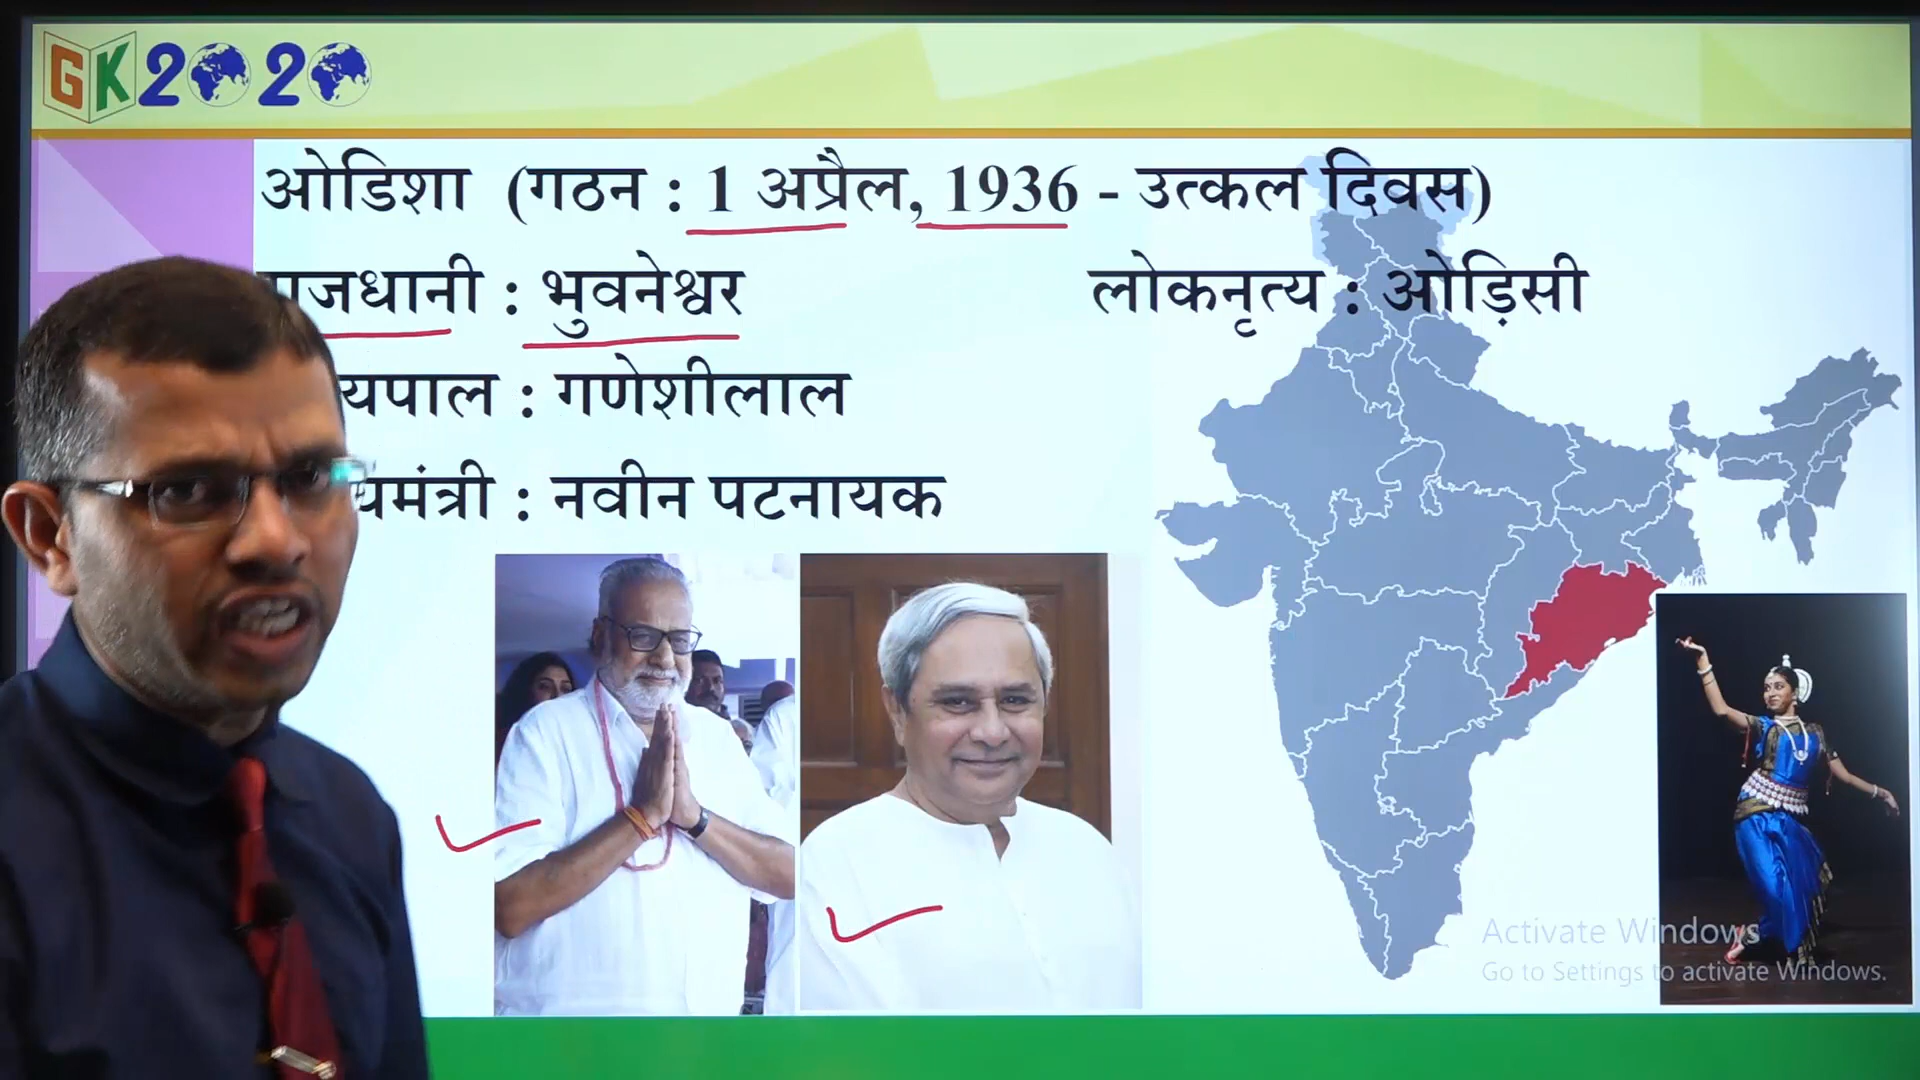 GK2020
ओडिशा (गठन : 1 अप्रैल, 1936 - उत्कल दिवस)
जधानी : भुवनेश्वर
लोकनृत्य : ओड़िसी
यपाल : गणेशीलाल
यमंत्री : नवीन पटनायक
Activate Windows
Go to Settings to activate Windows.